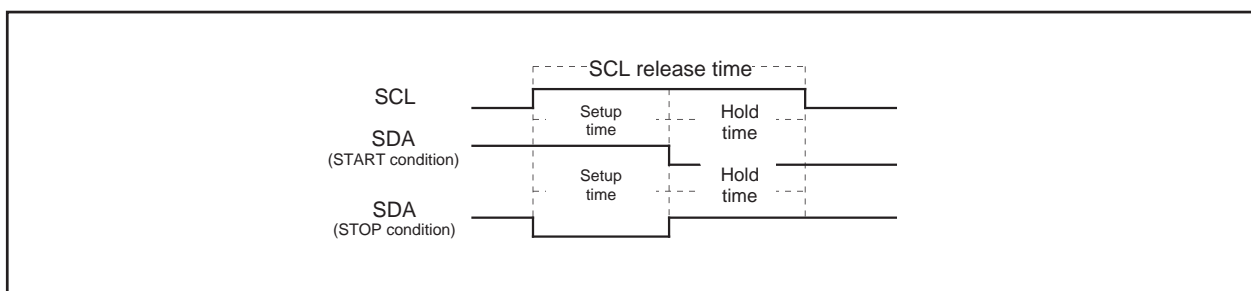 SCL release time
SCL
Setup
time
Hold
time
SDA
(START condition)
Setup
time
Hold
time
SDA
(STOP condition)